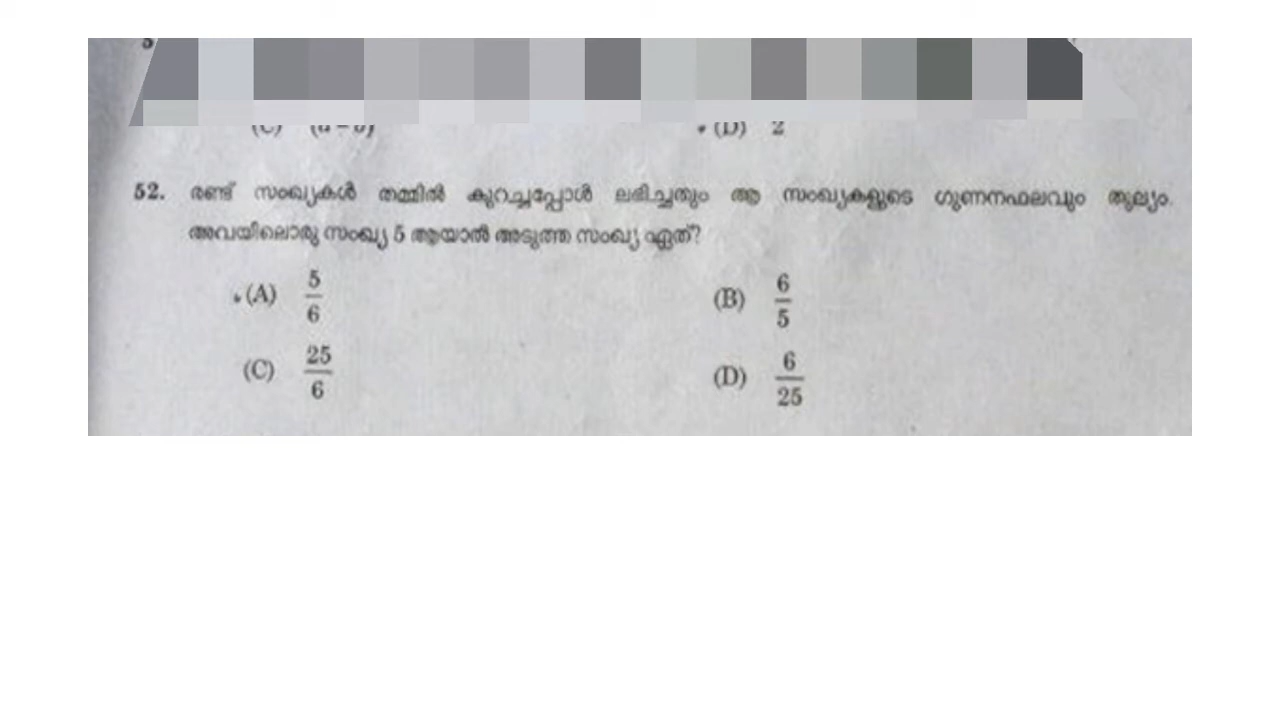 52. രണ്ട് സംഖ്യകൾ തമ്മിൽ കുറച്ചപ്പോൾ ലഭിച്ചതും ആ സംഖ്യകളുടെ ഗുണനഫലവും തുല്യം.
അവയിലൊരു സംഖ്യ 5 ആയാൽ അടുത്ത സംഖ്യ ഏത്?
(A) 5/6 (B) 6/5
(C) 25/6 (D) 6/25